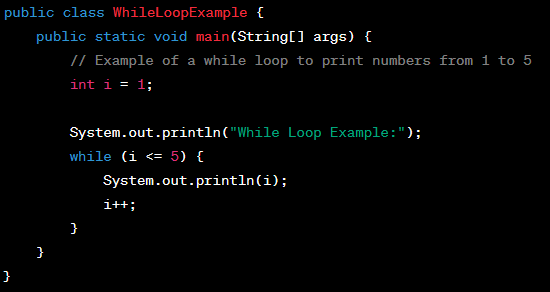 public class WhileLoopExample {
    public static void main(String[] args) {
        // Example of a while loop to print numbers from 1 to 5
        int i = 1;

        System.out.println("While Loop Example:");
        while (i <= 5) {
            System.out.println(i);
            i++;
        }
    }
}